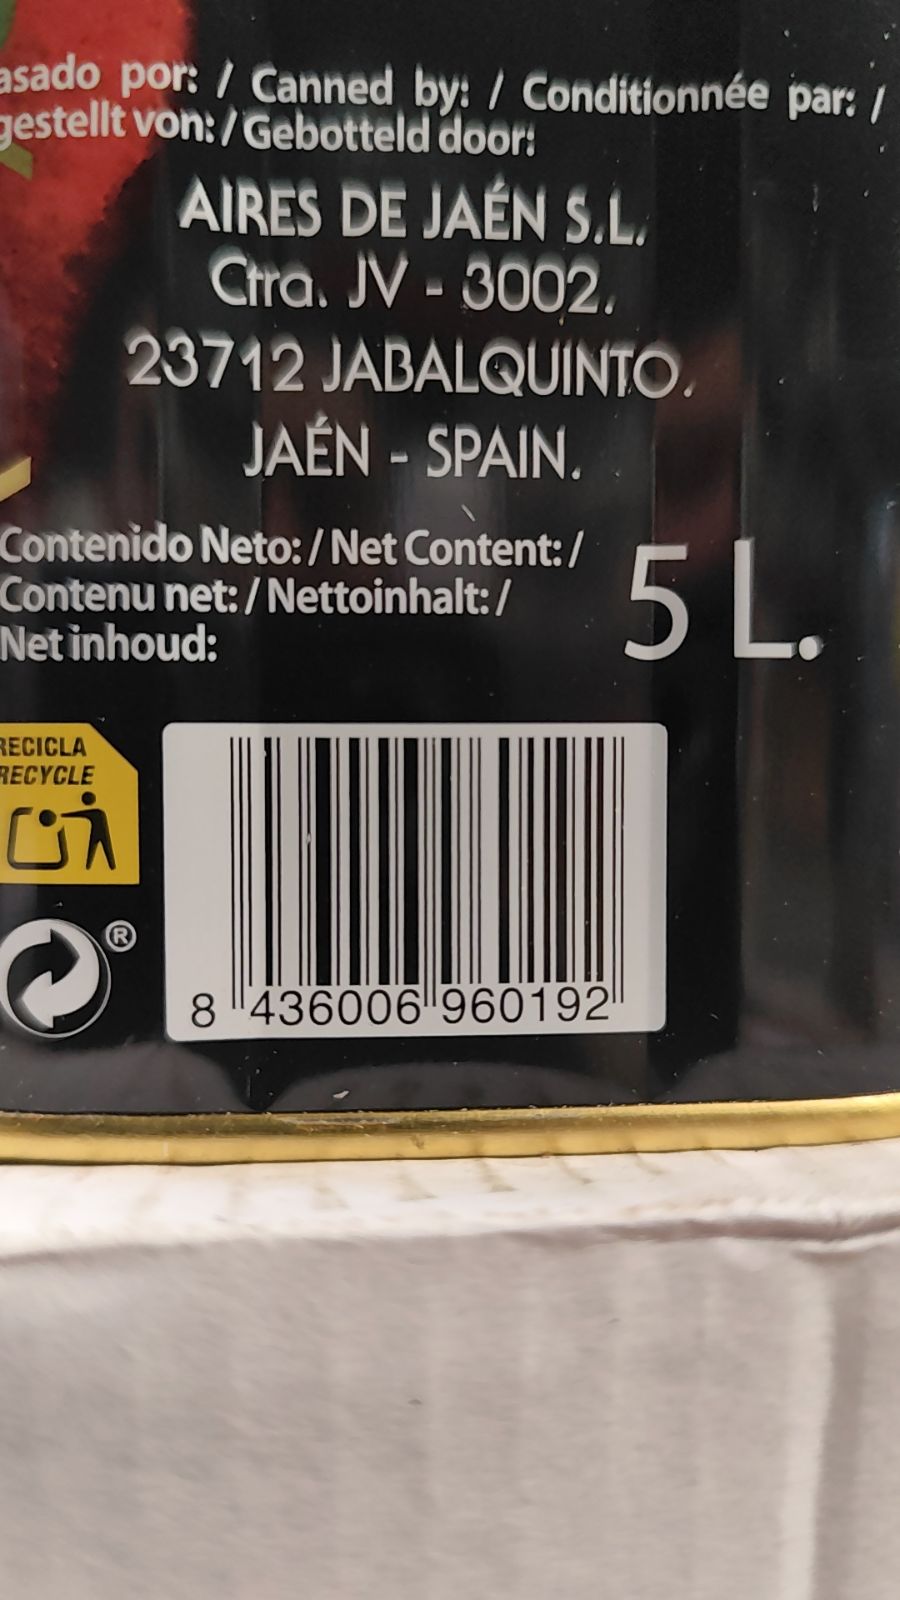 asado por: / Canned by: / Conditionnée par: /
gestellt von: / Gebotteld door:
AIRES DE JAÉN S.L.
Ctra. JV - 3002.
23712 JABALQUINTO.
JAÉN - SPAIN.
Contenido Neto: / Net Content: /
Contenu net: / Nettoinhalt: /
Net inhoud:
5 L.
RECICLA
RECYCLE
®
8 436006 960192